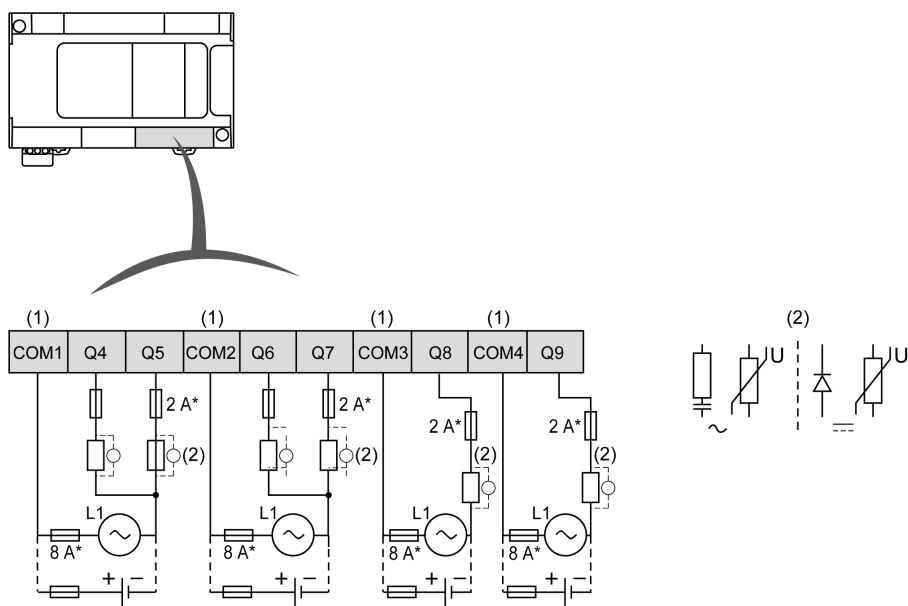 (1) (1) (1) (1) (2)
COM1 Q4 Q5 COM2 Q6 Q7 COM3 Q8 COM4 Q9
U U
2 A* 2 A*
2 A* 2 A*
(2) (2) (2) (2)
L1 L1 L1 L1
8 A* 8 A* 8 A* 8 A*
+ − + − + − + −